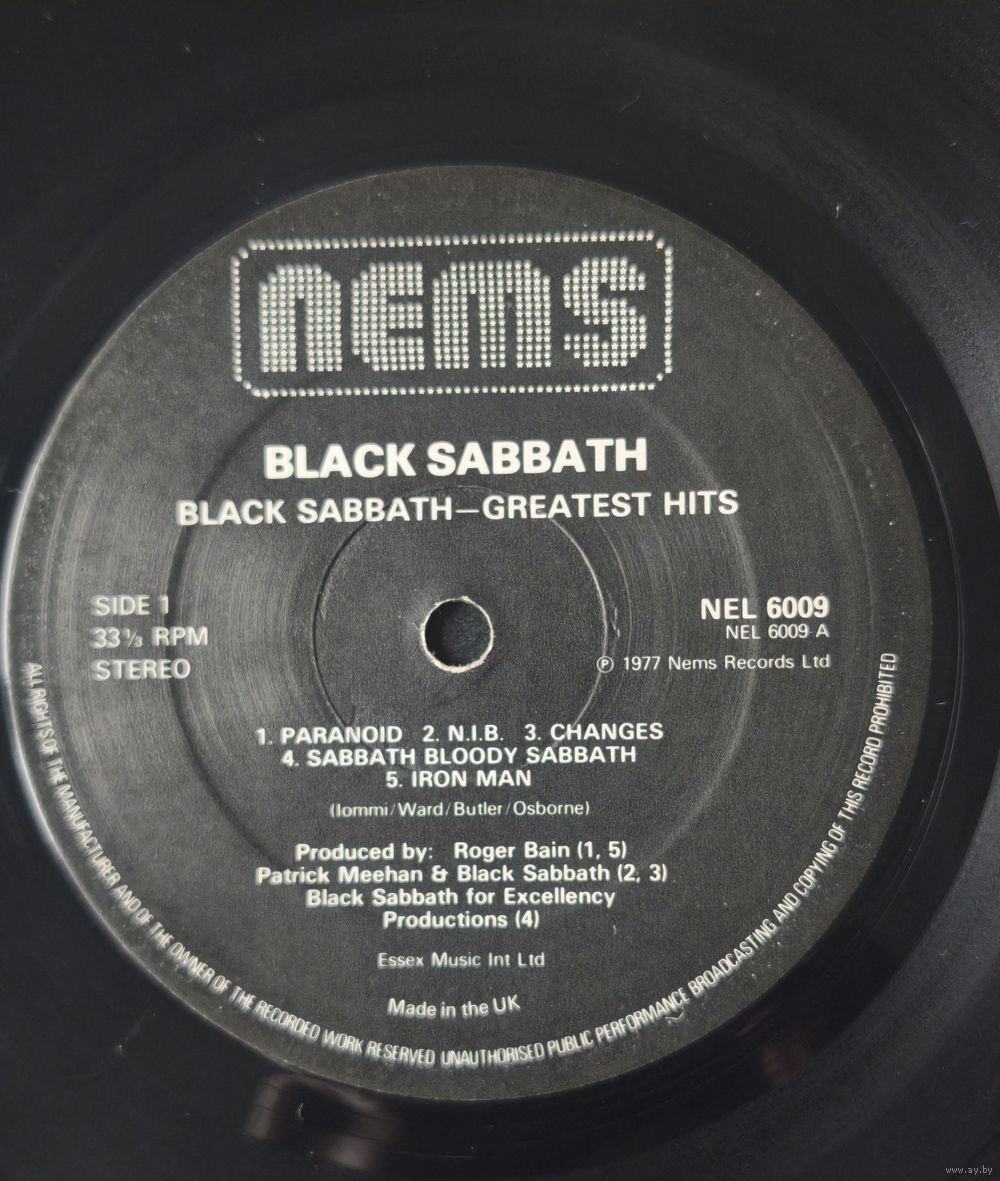 nems
BLACK SABBATH
BLACK SABBATH—GREATEST HITS
SIDE 1
33⅓ RPM
STEREO
NEL 6009
NEL 6009 A
℗ 1977 Nems Records Ltd
1. PARANOID 2. N.I.B. 3. CHANGES
4. SABBATH BLOODY SABBATH
5. IRON MAN
(Iommi/Ward/Butler/Osborne)
Produced by: Roger Bain (1, 5)
Patrick Meehan & Black Sabbath (2, 3)
Black Sabbath for Excellency
Productions (4)
Essex Music Int Ltd
Made in the UK
ALL RIGHTS OF THE MANUFACTURER AND OF THE OWNER OF THE RECORDED WORK RESERVED UNAUTHORISED PUBLIC PERFORMANCE BROADCASTING AND COPYING OF THIS RECORD PROHIBITED
www.ay.by